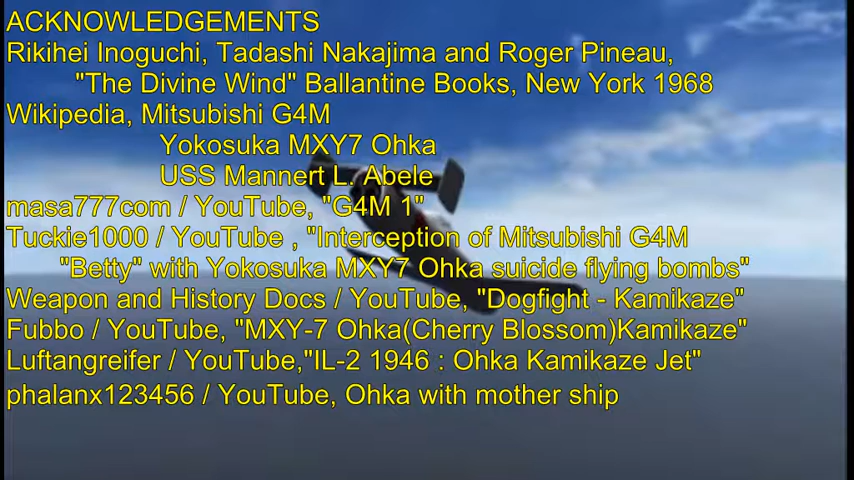 ACKNOWLEDGEMENTS
Rikihei Inoguchi, Tadashi Nakajima and Roger Pineau,
"The Divine Wind" Ballantine Books, New York 1968
Wikipedia, Mitsubishi G4M
Yokosuka MXY7 Ohka
USS Mannert L. Abele
masa777com / YouTube, "G4M 1"
Tuckie1000 / YouTube , "Interception of Mitsubishi G4M
"Betty" with Yokosuka MXY7 Ohka suicide flying bombs"
Weapon and History Docs / YouTube, "Dogfight - Kamikaze"
Fubbo / YouTube, "MXY-7 Ohka(Cherry Blossom)Kamikaze"
Luftangreifer / YouTube,"IL-2 1946 : Ohka Kamikaze Jet"
phalanx123456 / YouTube, Ohka with mother ship